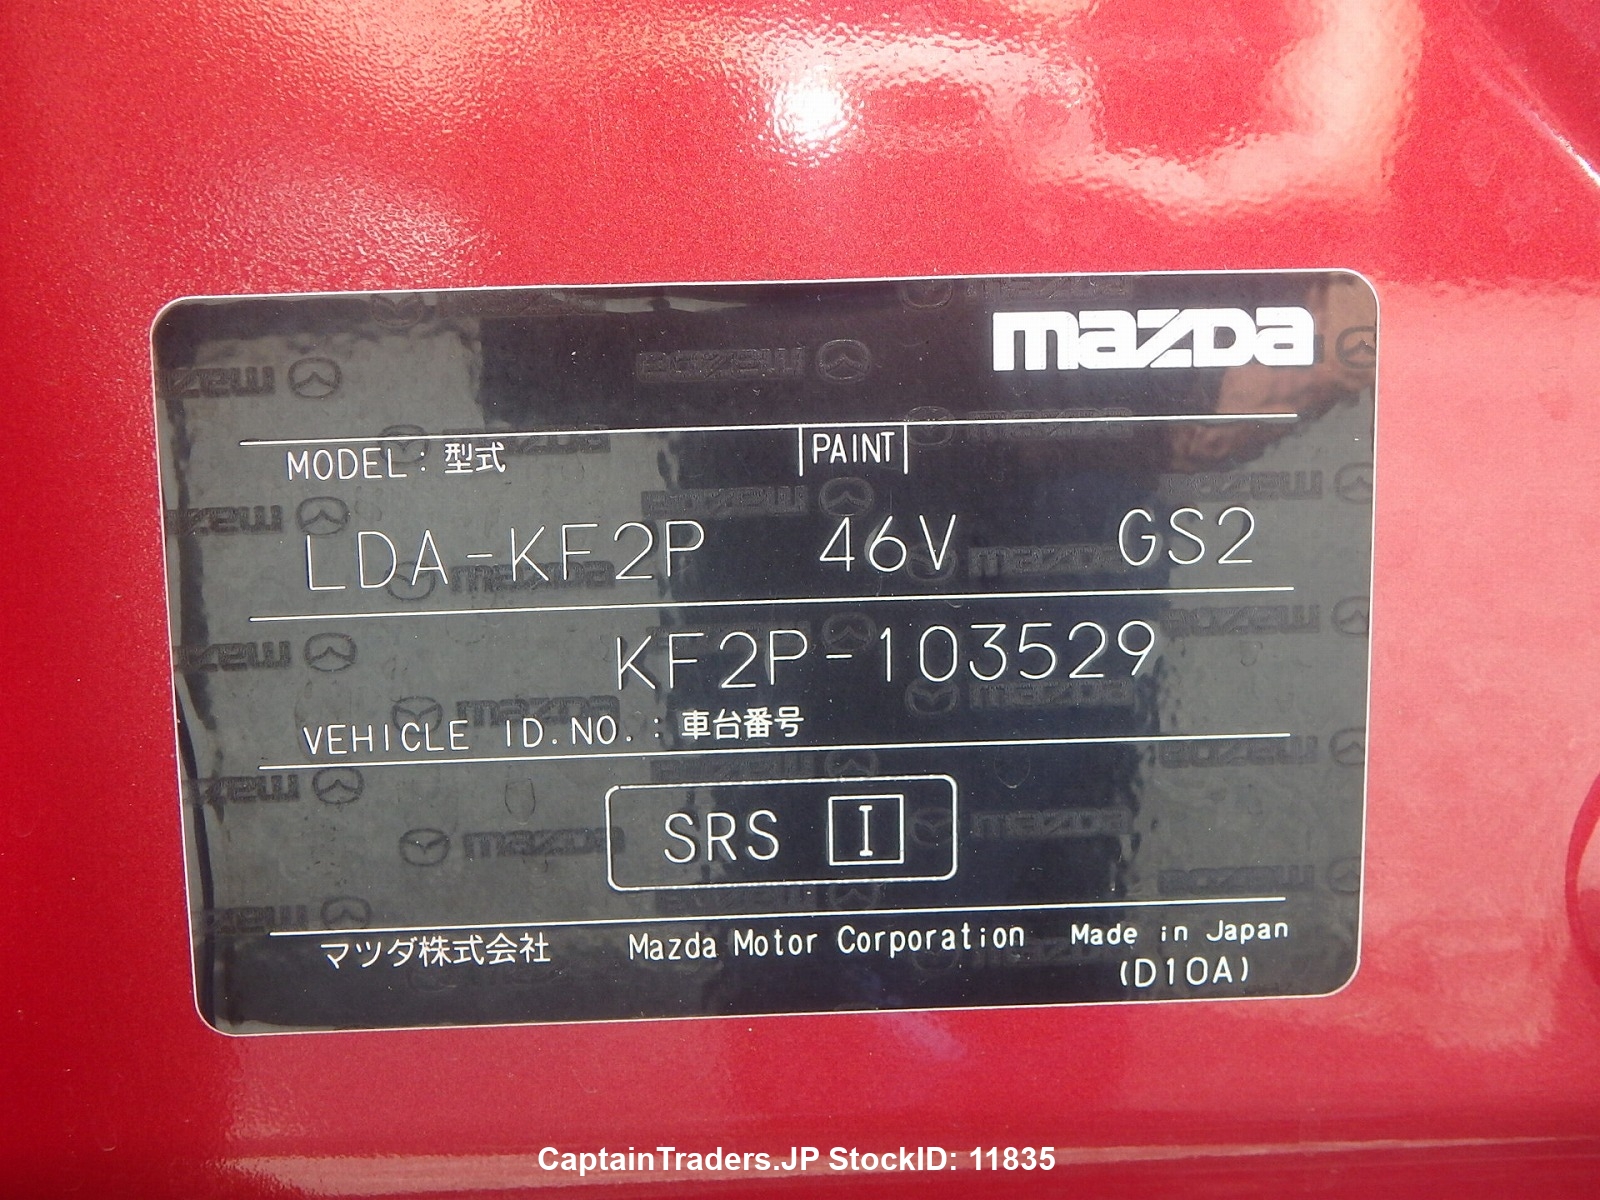 mazda
MODEL: 型式 PAINT
LDA-KF2P 46V GS2
KF2P-103529
VEHICLE ID.NO.: 車台番号
SRS I
マツダ株式会社 Mazda Motor Corporation Made in Japan
(D10A)
CaptainTraders.JP StockID: 11835